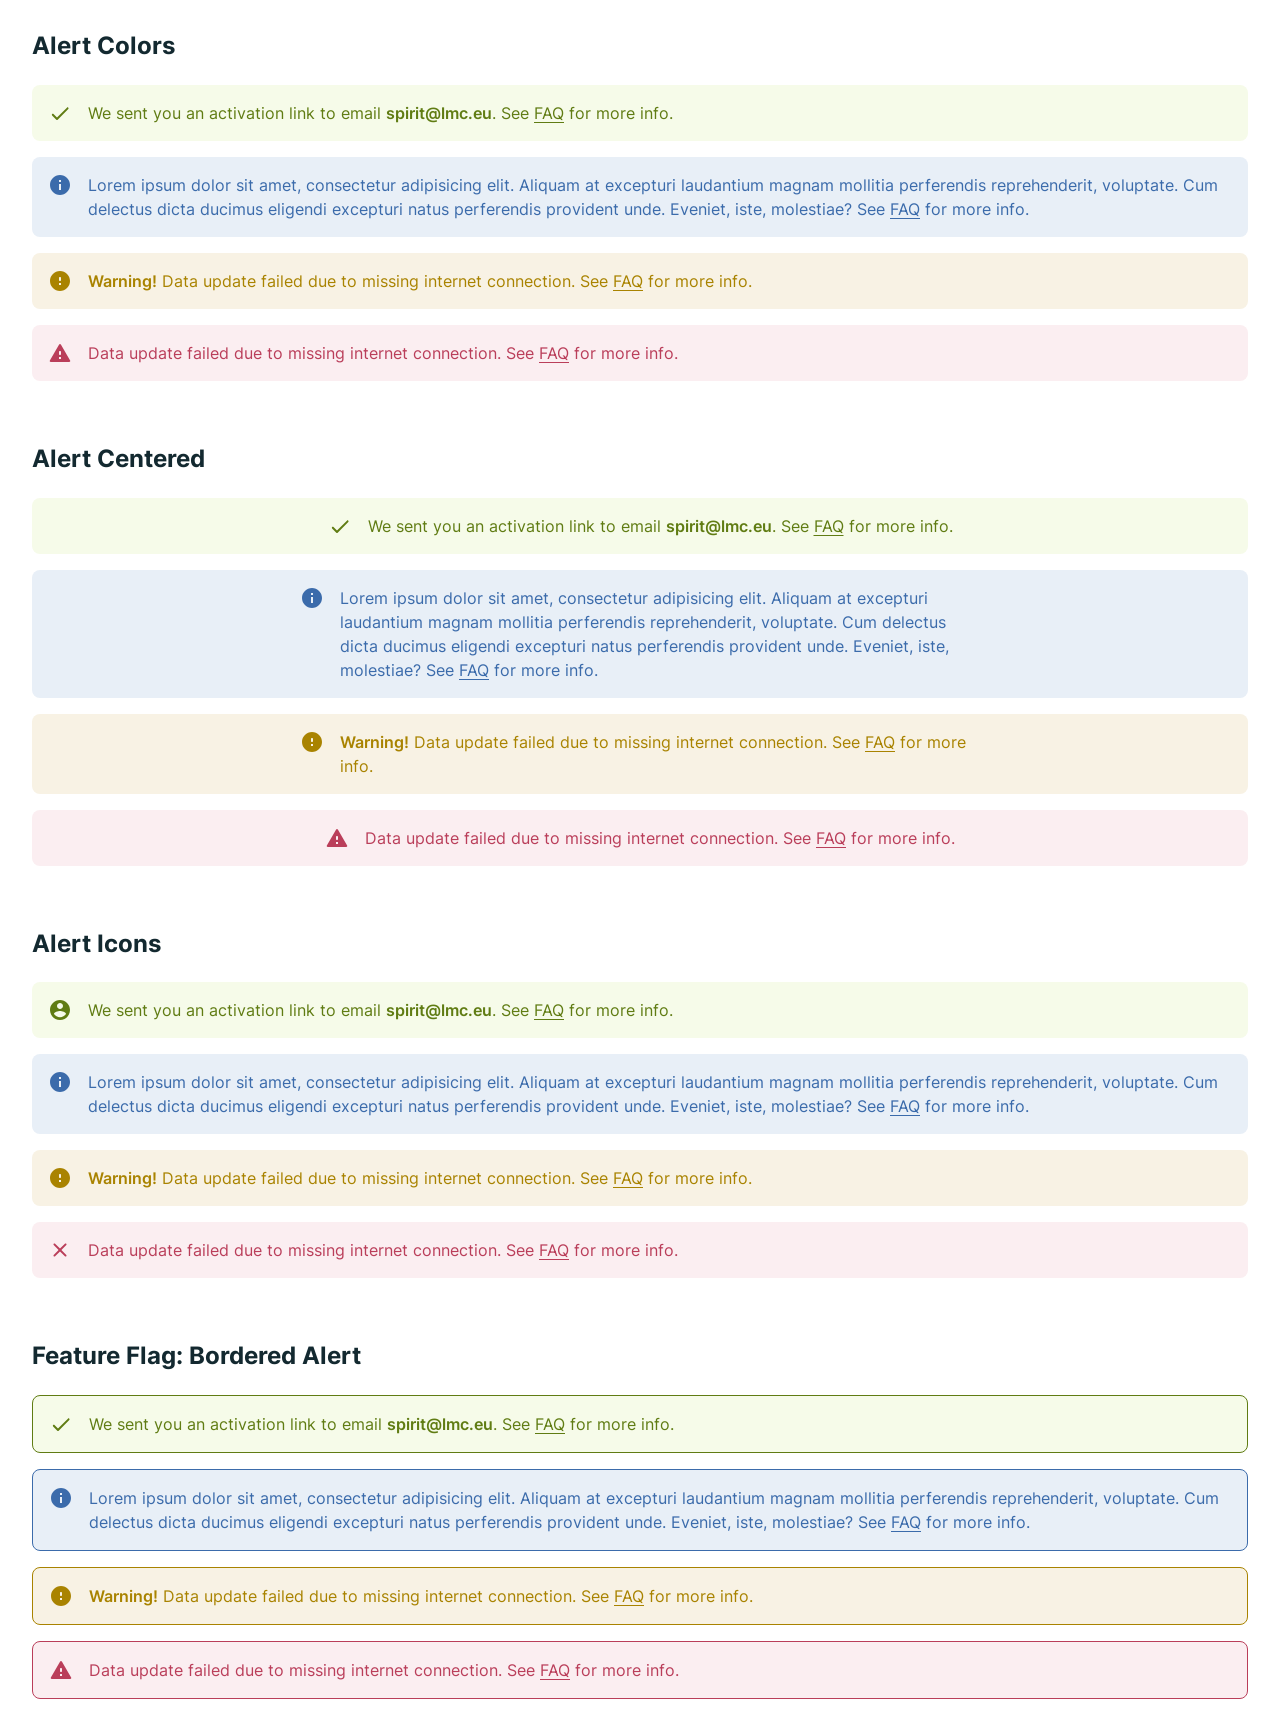 Alert Colors
We sent you an activation link to email spirit@lmc.eu. See FAQ for more info.
Lorem ipsum dolor sit amet, consectetur adipisicing elit. Aliquam at excepturi laudantium magnam mollitia perferendis reprehenderit, voluptate. Cum
delectus dicta ducimus eligendi excepturi natus perferendis provident unde. Eveniet, iste, molestiae? See FAQ for more info.
Warning! Data update failed due to missing internet connection. See FAQ for more info.
Data update failed due to missing internet connection. See FAQ for more info.
Alert Centered
We sent you an activation link to email spirit@lmc.eu. See FAQ for more info.
Lorem ipsum dolor sit amet, consectetur adipisicing elit. Aliquam at excepturi
laudantium magnam mollitia perferendis reprehenderit, voluptate. Cum delectus
dicta ducimus eligendi excepturi natus perferendis provident unde. Eveniet, iste,
molestiae? See FAQ for more info.
Warning! Data update failed due to missing internet connection. See FAQ for more
info.
Data update failed due to missing internet connection. See FAQ for more info.
Alert Icons
We sent you an activation link to email spirit@lmc.eu. See FAQ for more info.
Lorem ipsum dolor sit amet, consectetur adipisicing elit. Aliquam at excepturi laudantium magnam mollitia perferendis reprehenderit, voluptate. Cum
delectus dicta ducimus eligendi excepturi natus perferendis provident unde. Eveniet, iste, molestiae? See FAQ for more info.
Warning! Data update failed due to missing internet connection. See FAQ for more info.
Data update failed due to missing internet connection. See FAQ for more info.
Feature Flag: Bordered Alert
We sent you an activation link to email spirit@lmc.eu. See FAQ for more info.
Lorem ipsum dolor sit amet, consectetur adipisicing elit. Aliquam at excepturi laudantium magnam mollitia perferendis reprehenderit, voluptate. Cum
delectus dicta ducimus eligendi excepturi natus perferendis provident unde. Eveniet, iste, molestiae? See FAQ for more info.
Warning! Data update failed due to missing internet connection. See FAQ for more info.
Data update failed due to missing internet connection. See FAQ for more info.